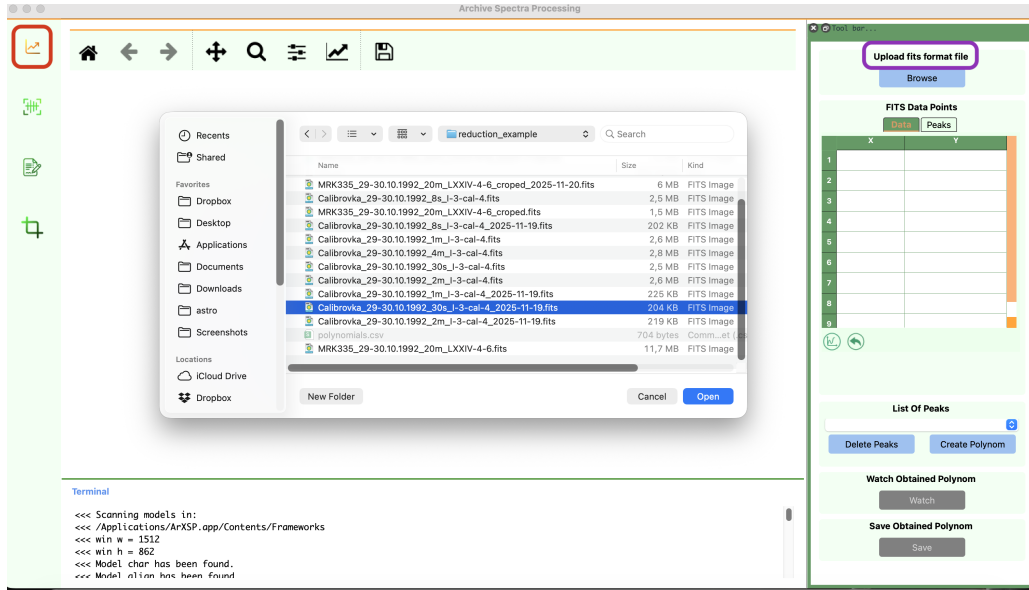 Archive Spectra Processing
Recents
Shared
Favorites
Dropbox
Desktop
Applications
Documents
Downloads
astro
Screenshots
Locations
iCloud Drive
Dropbox
reduction_example
Search
Name Size Kind
MRK335_29-30.10.1992_20m_LXXIV-4-6_croped_2025-11-20.fits 6 MB FITS Image
Calibrovka_29-30.10.1992_8s_I-3-cal-4.fits 2,5 MB FITS Image
MRK335_29-30.10.1992_20m_LXXIV-4-6_croped.fits 1,5 MB FITS Image
Calibrovka_29-30.10.1992_8s_I-3-cal-4_2025-11-19.fits 202 KB FITS Image
Calibrovka_29-30.10.1992_1m_I-3-cal-4.fits 2,6 MB FITS Image
Calibrovka_29-30.10.1992_4m_I-3-cal-4.fits 2,8 MB FITS Image
Calibrovka_29-30.10.1992_30s_I-3-cal-4.fits 2,5 MB FITS Image
Calibrovka_29-30.10.1992_2m_I-3-cal-4.fits 2,6 MB FITS Image
Calibrovka_29-30.10.1992_1m_I-3-cal-4_2025-11-19.fits 225 KB FITS Image
Calibrovka_29-30.10.1992_30s_I-3-cal-4_2025-11-19.fits 204 KB FITS Image
Calibrovka_29-30.10.1992_2m_I-3-cal-4_2025-11-19.fits 219 KB FITS Image
polynomials.csv 704 bytes Comm...et (.cs
MRK335_29-30.10.1992_20m_LXXIV-4-6.fits 11,7 MB FITS Image
New Folder Cancel Open
Terminal
<<< Scanning models in:
<<< /Applications/ArXSP.app/Contents/Frameworks
<<< win w = 1512
<<< win h = 862
<<< Model char has been found.
<<< Model align has been found
Tool bar...
Upload fits format file
Browse
FITS Data Points
Data Peaks
X Y
1
2
3
4
5
6
7
8
9
List Of Peaks
Delete Peaks Create Polynom
Watch Obtained Polynom
Watch
Save Obtained Polynom
Save